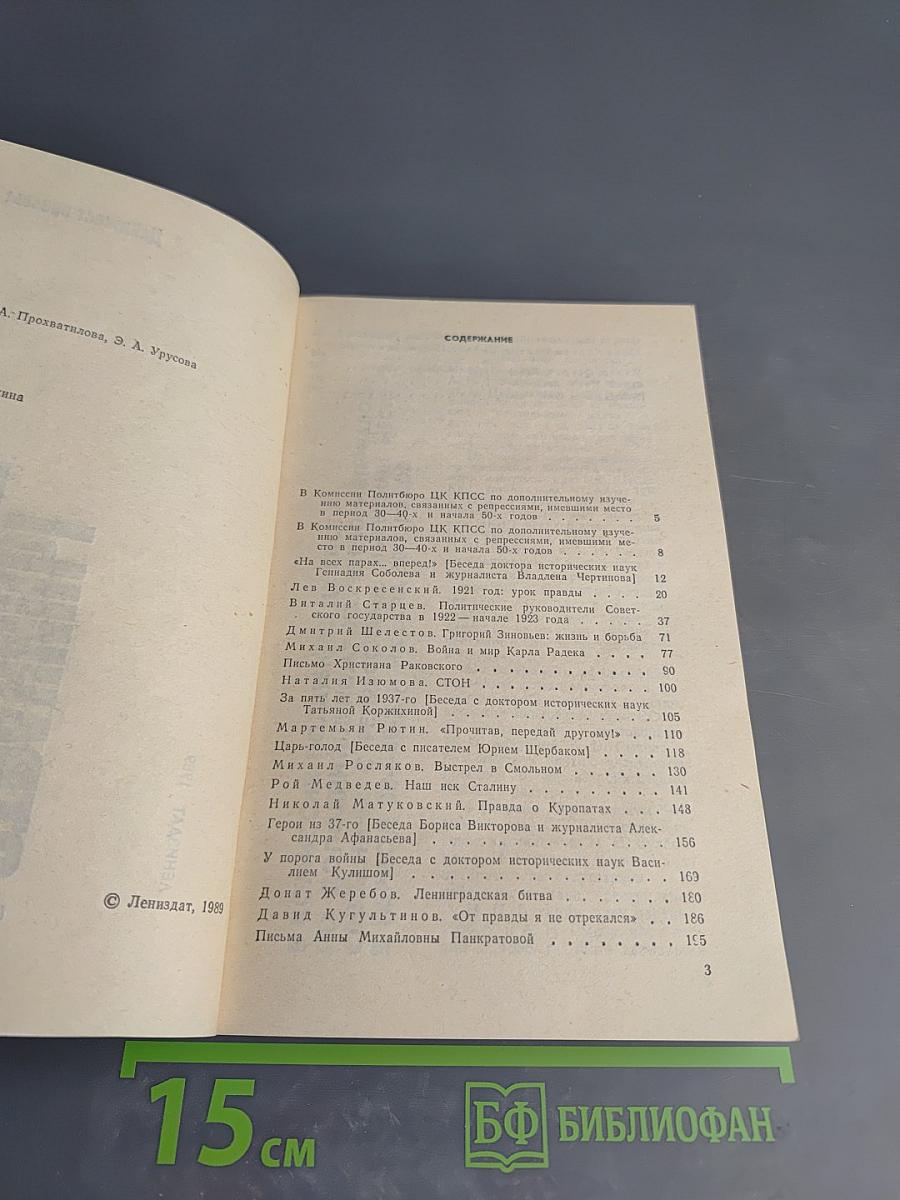 А. Прохватилова, Э. А. Урусова
© Лениздат, 1989
СОДЕРЖАНИЕ
В Комиссии Политбюро ЦК КПСС по дополнительному изуче-
нию материалов, связанных с репрессиями, имевшими место
в период 30—40-х и начала 50-х годов . . . . . . . 5
В Комиссии Политбюро ЦК КПСС по дополнительному изуче-
нию материалов, связанных с репрессиями, имевшими ме-
сто в период 30—40-х и начала 50-х годов . . . . . . 8
«На всех парах... вперед!» [Беседа доктора исторических наук
Геннадия Соболева и журналиста Владлена Чертинова] 12
Лев Воскресенский. 1921 год: урок правды . . . . 20
Виталий Старцев. Политические руководители Совет-
ского государства в 1922 — начале 1923 года . . . . . 37
Дмитрий Шелестов. Григорий Зиновьев: жизнь и борьба 71
Михаил Соколов. Война и мир Карла Радека . . . . 77
Письмо Христиана Раковского . . . . . . . . . . . 90
Наталия Изюмова. СТОН . . . . . . . . . . . . 100
За пять лет до 1937-го [Беседа с доктором исторических наук
Татьяной Коржихиной] . . . . . . . . . . . . . . 105
Мартемьян Рютин. «Прочитав, передай другому!» . . 110
Царь-голод [Беседа с писателем Юрием Щербаком] . . . . 118
Михаил Росляков. Выстрел в Смольном . . . . . . 130
Рой Медведев. Наш иск Сталину . . . . . . . . . 141
Николай Матуковский. Правда о Куропатах . . . 148
Герои из 37-го [Беседа Бориса Викторова и журналиста Алек-
сандра Афанасьева] . . . . . . . . . . . . . . . 156
У порога войны [Беседа с доктором исторических наук Васи-
лием Кулишом] . . . . . . . . . . . . . . . . 169
Донат Жеребов. Ленинградская битва . . . . . . . 180
Давид Кугультинов. «От правды я не отрекался» . . 186
Письма Анны Михайловны Панкратовой . . . . . . . . 195
3
15 см
БФ БИБЛИОФАН